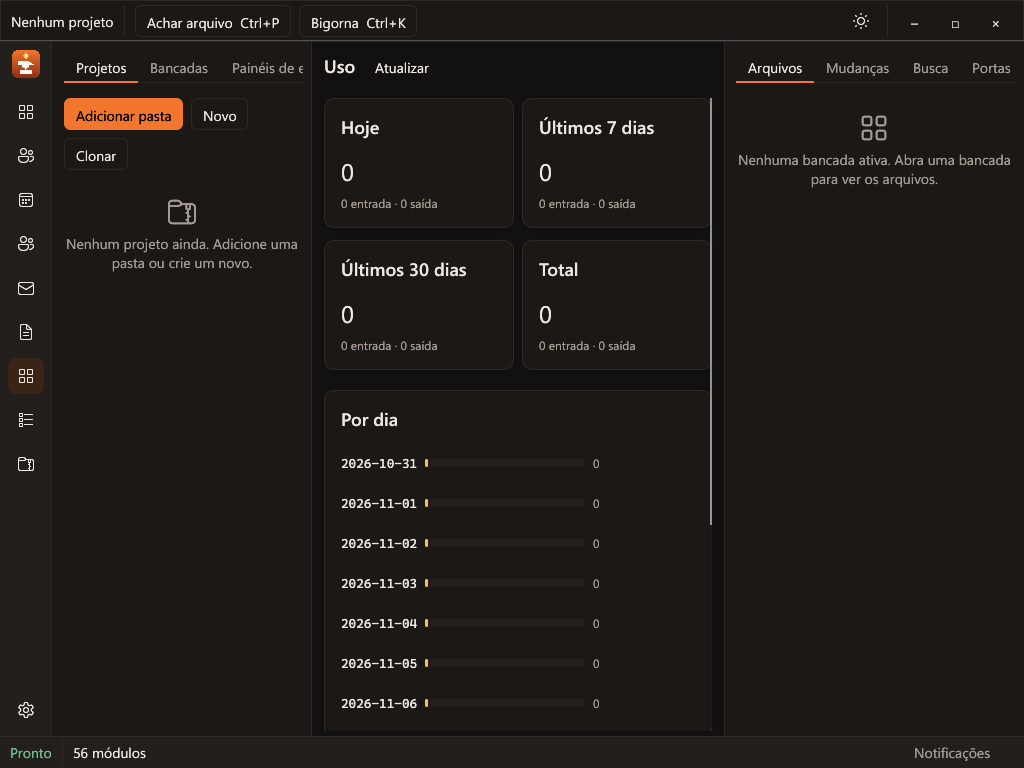 Nenhum projeto
Achar arquivo Ctrl+P
Bigorna Ctrl+K
Projetos
Bancadas
Painéis de e
Adicionar pasta
Novo
Clonar
Nenhum projeto ainda. Adicione uma
pasta ou crie um novo.
Uso
Atualizar
Hoje
0
0 entrada · 0 saída
Últimos 7 dias
0
0 entrada · 0 saída
Últimos 30 dias
0
0 entrada · 0 saída
Total
0
0 entrada · 0 saída
Por dia
2026-10-31 0
2026-11-01 0
2026-11-02 0
2026-11-03 0
2026-11-04 0
2026-11-05 0
2026-11-06 0
Arquivos
Mudanças
Busca
Portas
Nenhuma bancada ativa. Abra uma bancada
para ver os arquivos.
Pronto
56 módulos
Notificações